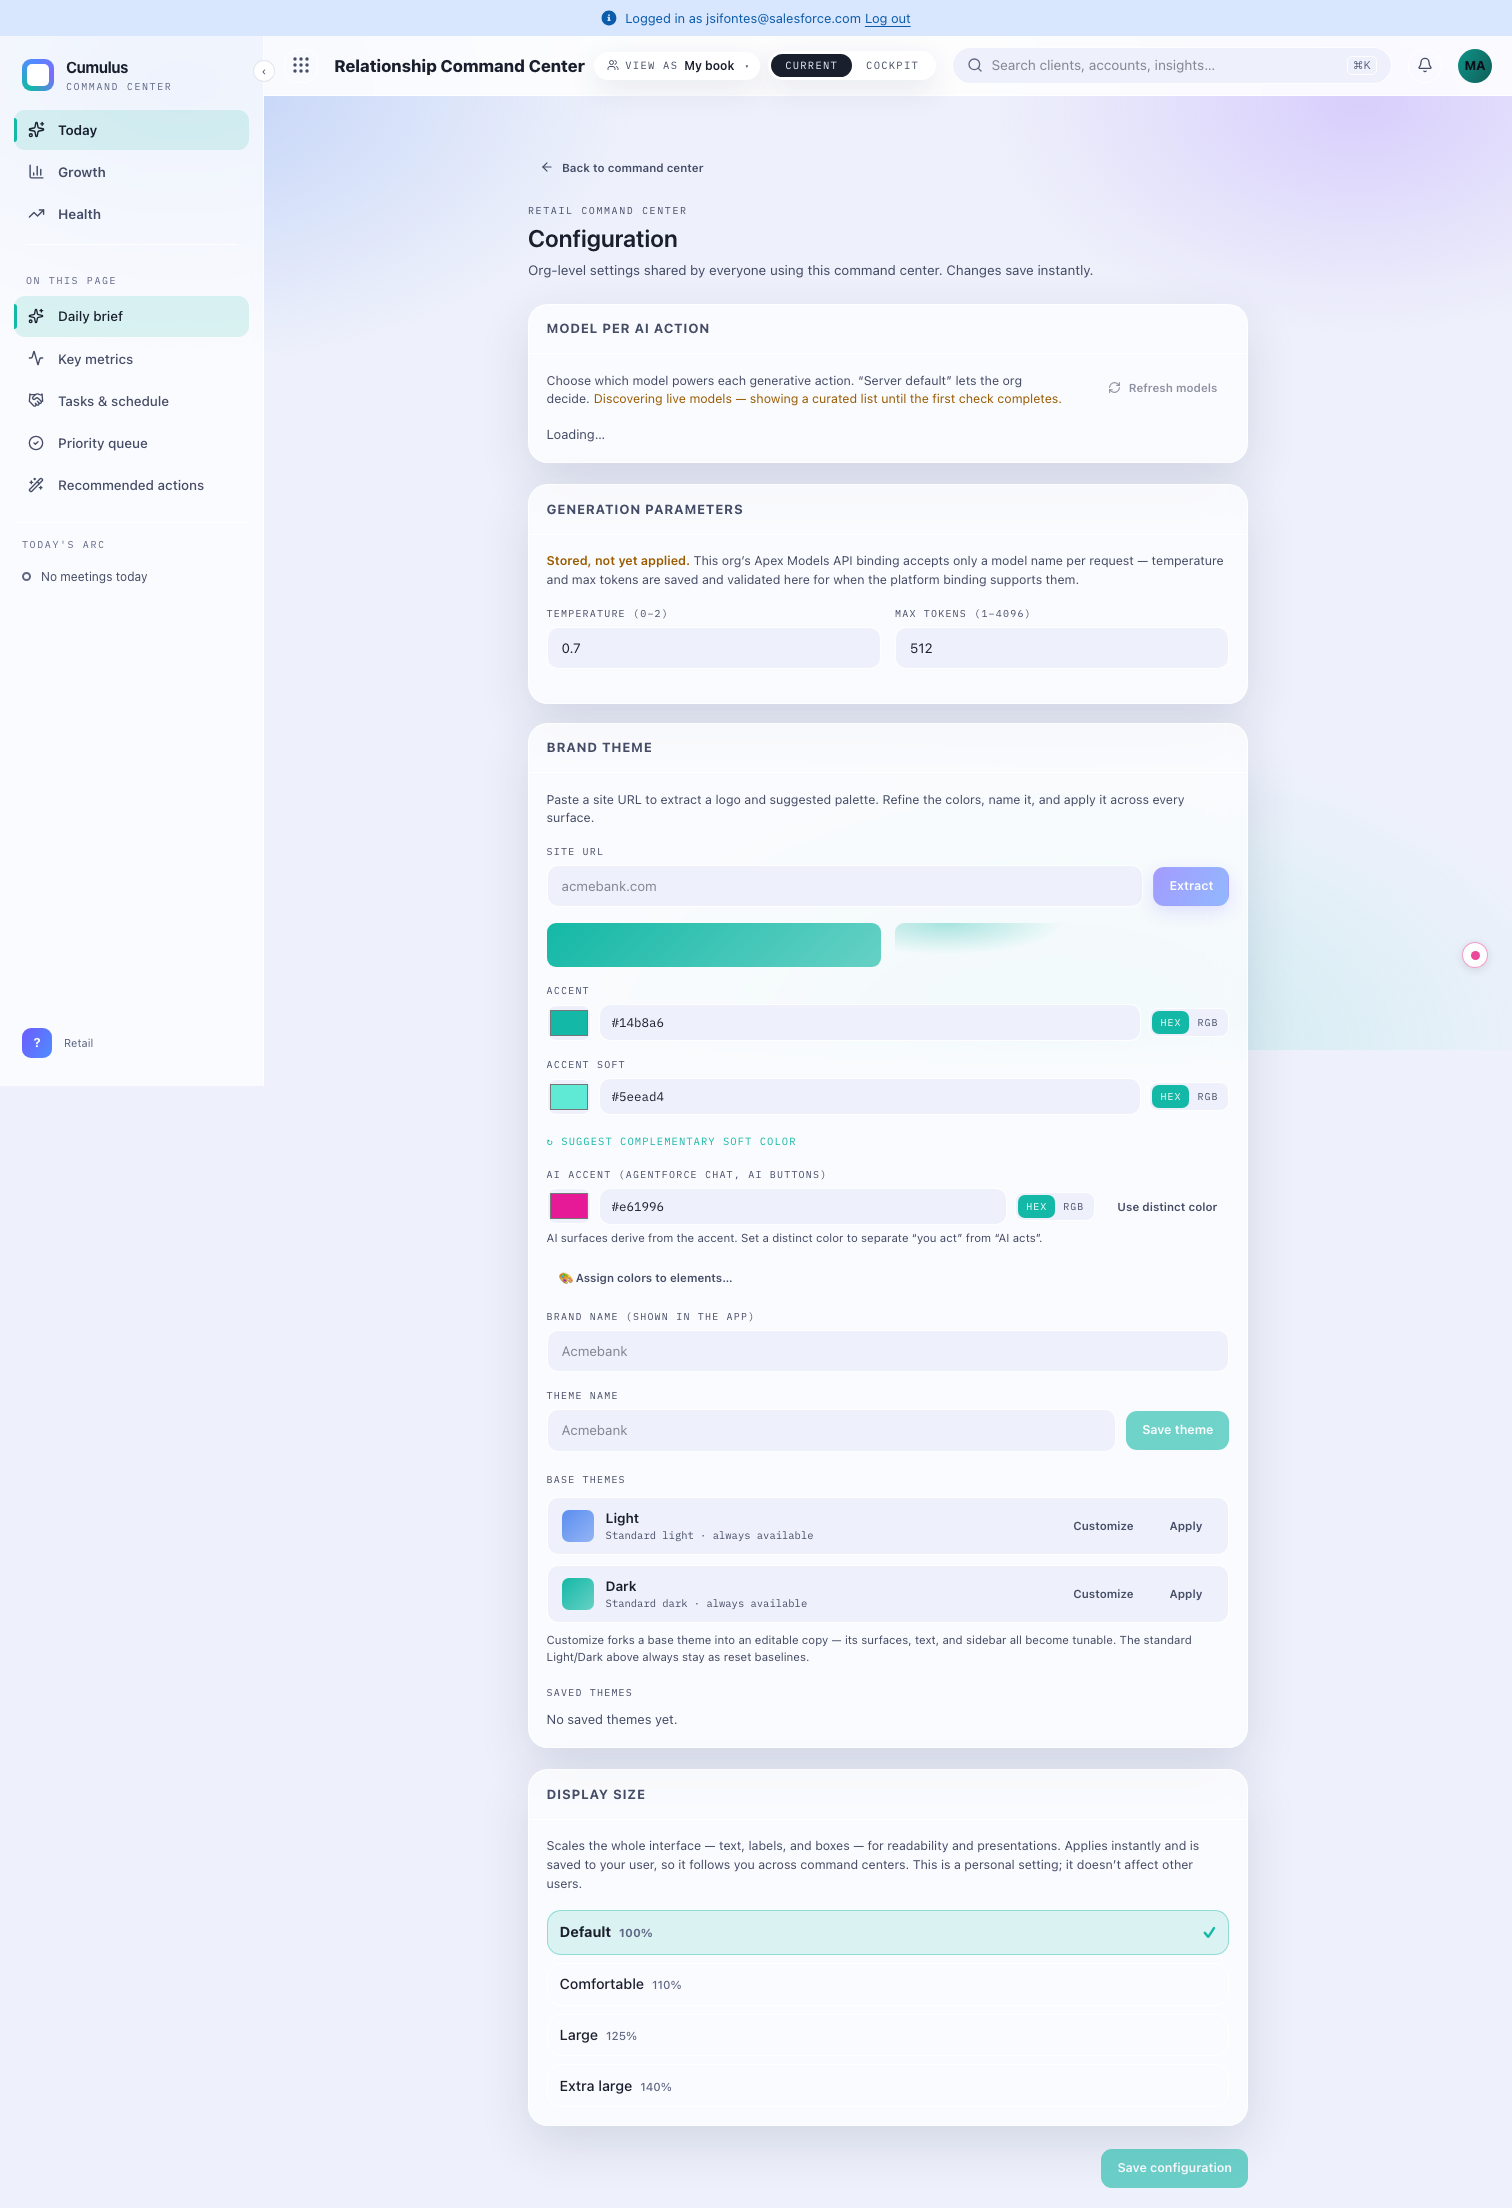 Logged in as jsifontes@salesforce.com Log out
Cumulus
COMMAND CENTER
Relationship Command Center
VIEW AS My book
CURRENT
COCKPIT
Search clients, accounts, insights...
⌘K
MA
Today
Growth
Health
ON THIS PAGE
Daily brief
Key metrics
Tasks & schedule
Priority queue
Recommended actions
TODAY'S ARC
No meetings today
?
Retail
Back to command center
RETAIL COMMAND CENTER
Configuration
Org-level settings shared by everyone using this command center. Changes save instantly.
MODEL PER AI ACTION
Choose which model powers each generative action. “Server default” lets the org
decide. Discovering live models — showing a curated list until the first check completes.
Refresh models
Loading...
GENERATION PARAMETERS
Stored, not yet applied. This org’s Apex Models API binding accepts only a model name per request — temperature
and max tokens are saved and validated here for when the platform binding supports them.
TEMPERATURE (0–2)
MAX TOKENS (1–4096)
0.7
512
BRAND THEME
Paste a site URL to extract a logo and suggested palette. Refine the colors, name it, and apply it across every
surface.
SITE URL
acmebank.com
Extract
ACCENT
#14b8a6
HEX RGB
ACCENT SOFT
#5eead4
HEX RGB
↻ SUGGEST COMPLEMENTARY SOFT COLOR
AI ACCENT (AGENTFORCE CHAT, AI BUTTONS)
#e61996
HEX RGB
Use distinct color
AI surfaces derive from the accent. Set a distinct color to separate “you act” from “AI acts”.
🎨 Assign colors to elements...
BRAND NAME (SHOWN IN THE APP)
Acmebank
THEME NAME
Acmebank
Save theme
BASE THEMES
Light
Standard light · always available
Customize
Apply
Dark
Standard dark · always available
Customize
Apply
Customize forks a base theme into an editable copy — its surfaces, text, and sidebar all become tunable. The standard
Light/Dark above always stay as reset baselines.
SAVED THEMES
No saved themes yet.
DISPLAY SIZE
Scales the whole interface — text, labels, and boxes — for readability and presentations. Applies instantly and is
saved to your user, so it follows you across command centers. This is a personal setting; it doesn’t affect other
users.
Default 100%
Comfortable 110%
Large 125%
Extra large 140%
Save configuration